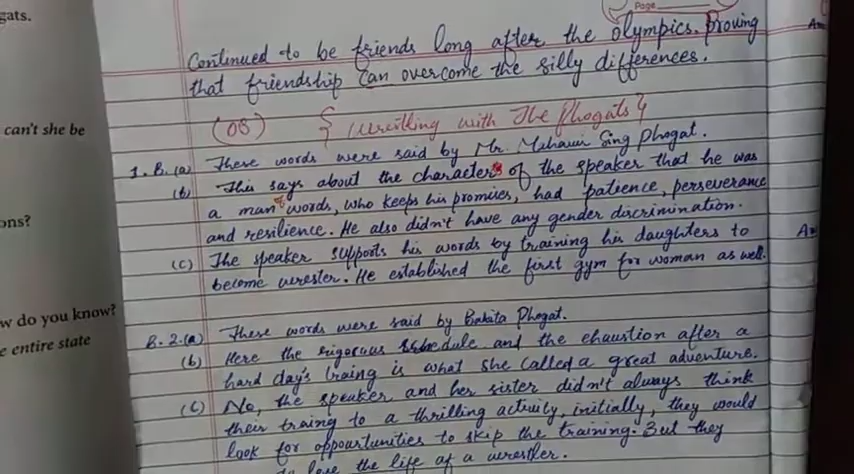 gats.
can't she be
ons?
w do you know?
e entire state
Page
Continued to be friends long after the olympics. Proving
that friendship can overcome the silly differences.
(08) { Wrestling with The Phogats }
1. B. (a) These words were said by Mr. Mahavir Sing Phogat.
(b) This says about the character of the speaker that he was
a man of words, who keeps his promises, had patience, perseverance
and resilience. He also didn't have any gender discrimination.
(C) The speaker supports his words by training his daughters to
become wrester. He established the first gym for woman as well.
B. 2. (a) These words were said by Babita Phogat.
(b) Here the rigorous schedule and the ehaustion after a
hard day's traing is what she called a great adventure.
(C) No, the speaker and her sister didn't always think
their traing to a thrilling activity, initially, they would
look for oppourtunities to skip the training. But they
love the life of a wrestler.